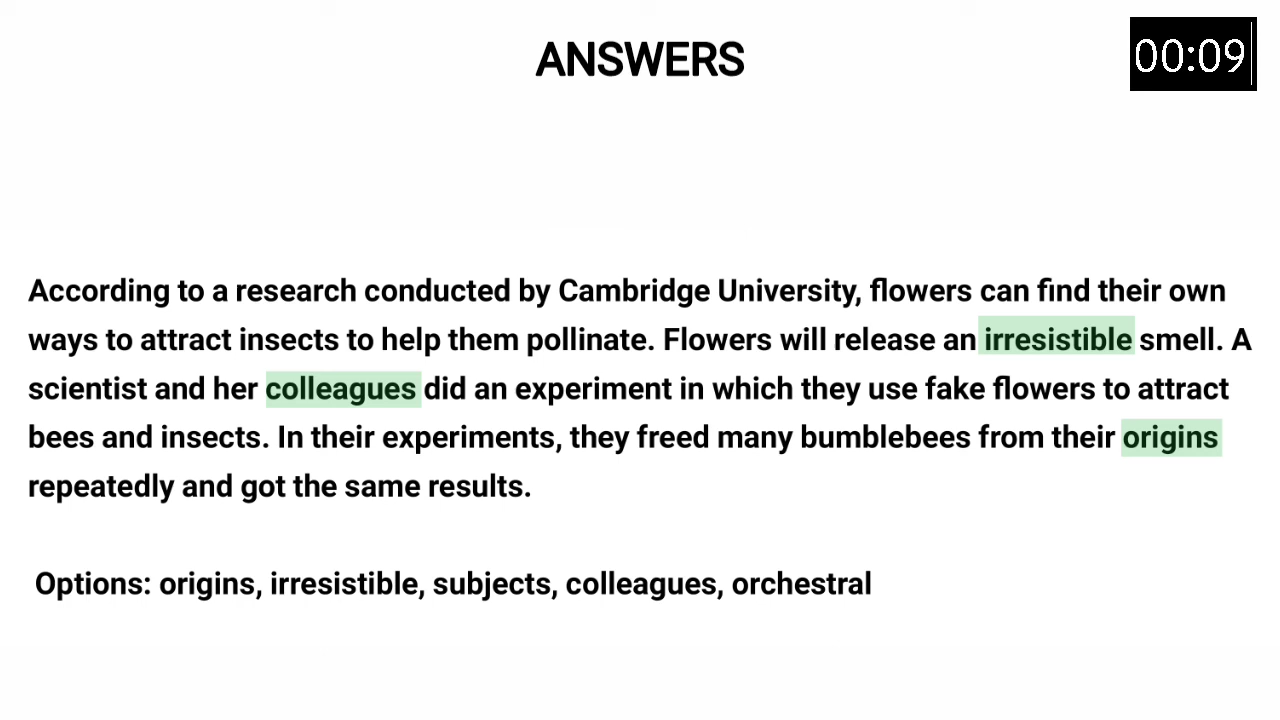 ANSWERS
00:09
According to a research conducted by Cambridge University, flowers can find their own
ways to attract insects to help them pollinate. Flowers will release an irresistible smell. A
scientist and her colleagues did an experiment in which they use fake flowers to attract
bees and insects. In their experiments, they freed many bumblebees from their origins
repeatedly and got the same results.
Options: origins, irresistible, subjects, colleagues, orchestral